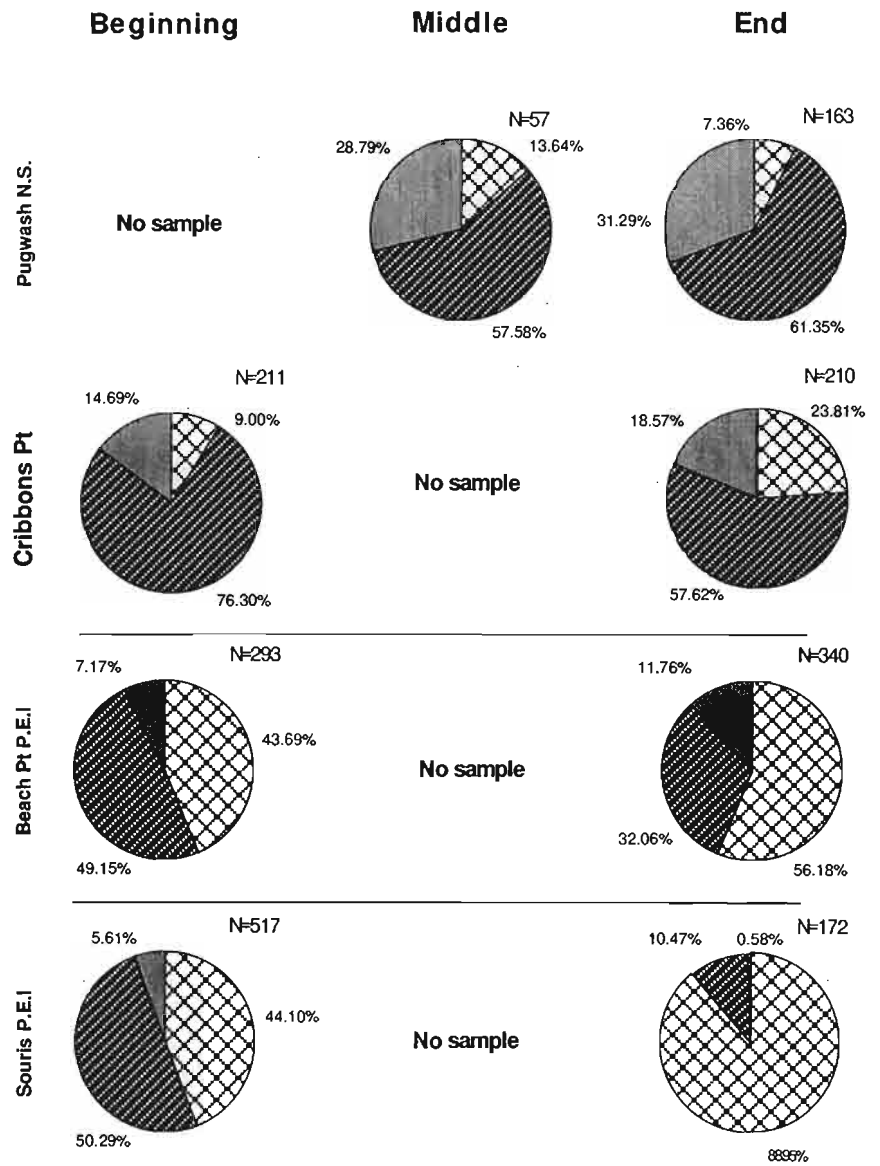 Beginning
Middle
End
Pugwash N.S.
No sample
N=57
28.79%
13.64%
57.58%
N=163
7.36%
31.29%
61.35%
Cribbons Pt
N=211
14.69%
9.00%
76.30%
No sample
N=210
18.57%
23.81%
57.62%
Beach Pt P.E.I
N=293
7.17%
43.69%
49.15%
No sample
N=340
11.76%
32.06%
56.18%
Souris P.E.I
N=517
5.61%
44.10%
50.29%
No sample
N=172
10.47%
0.58%
88.95%